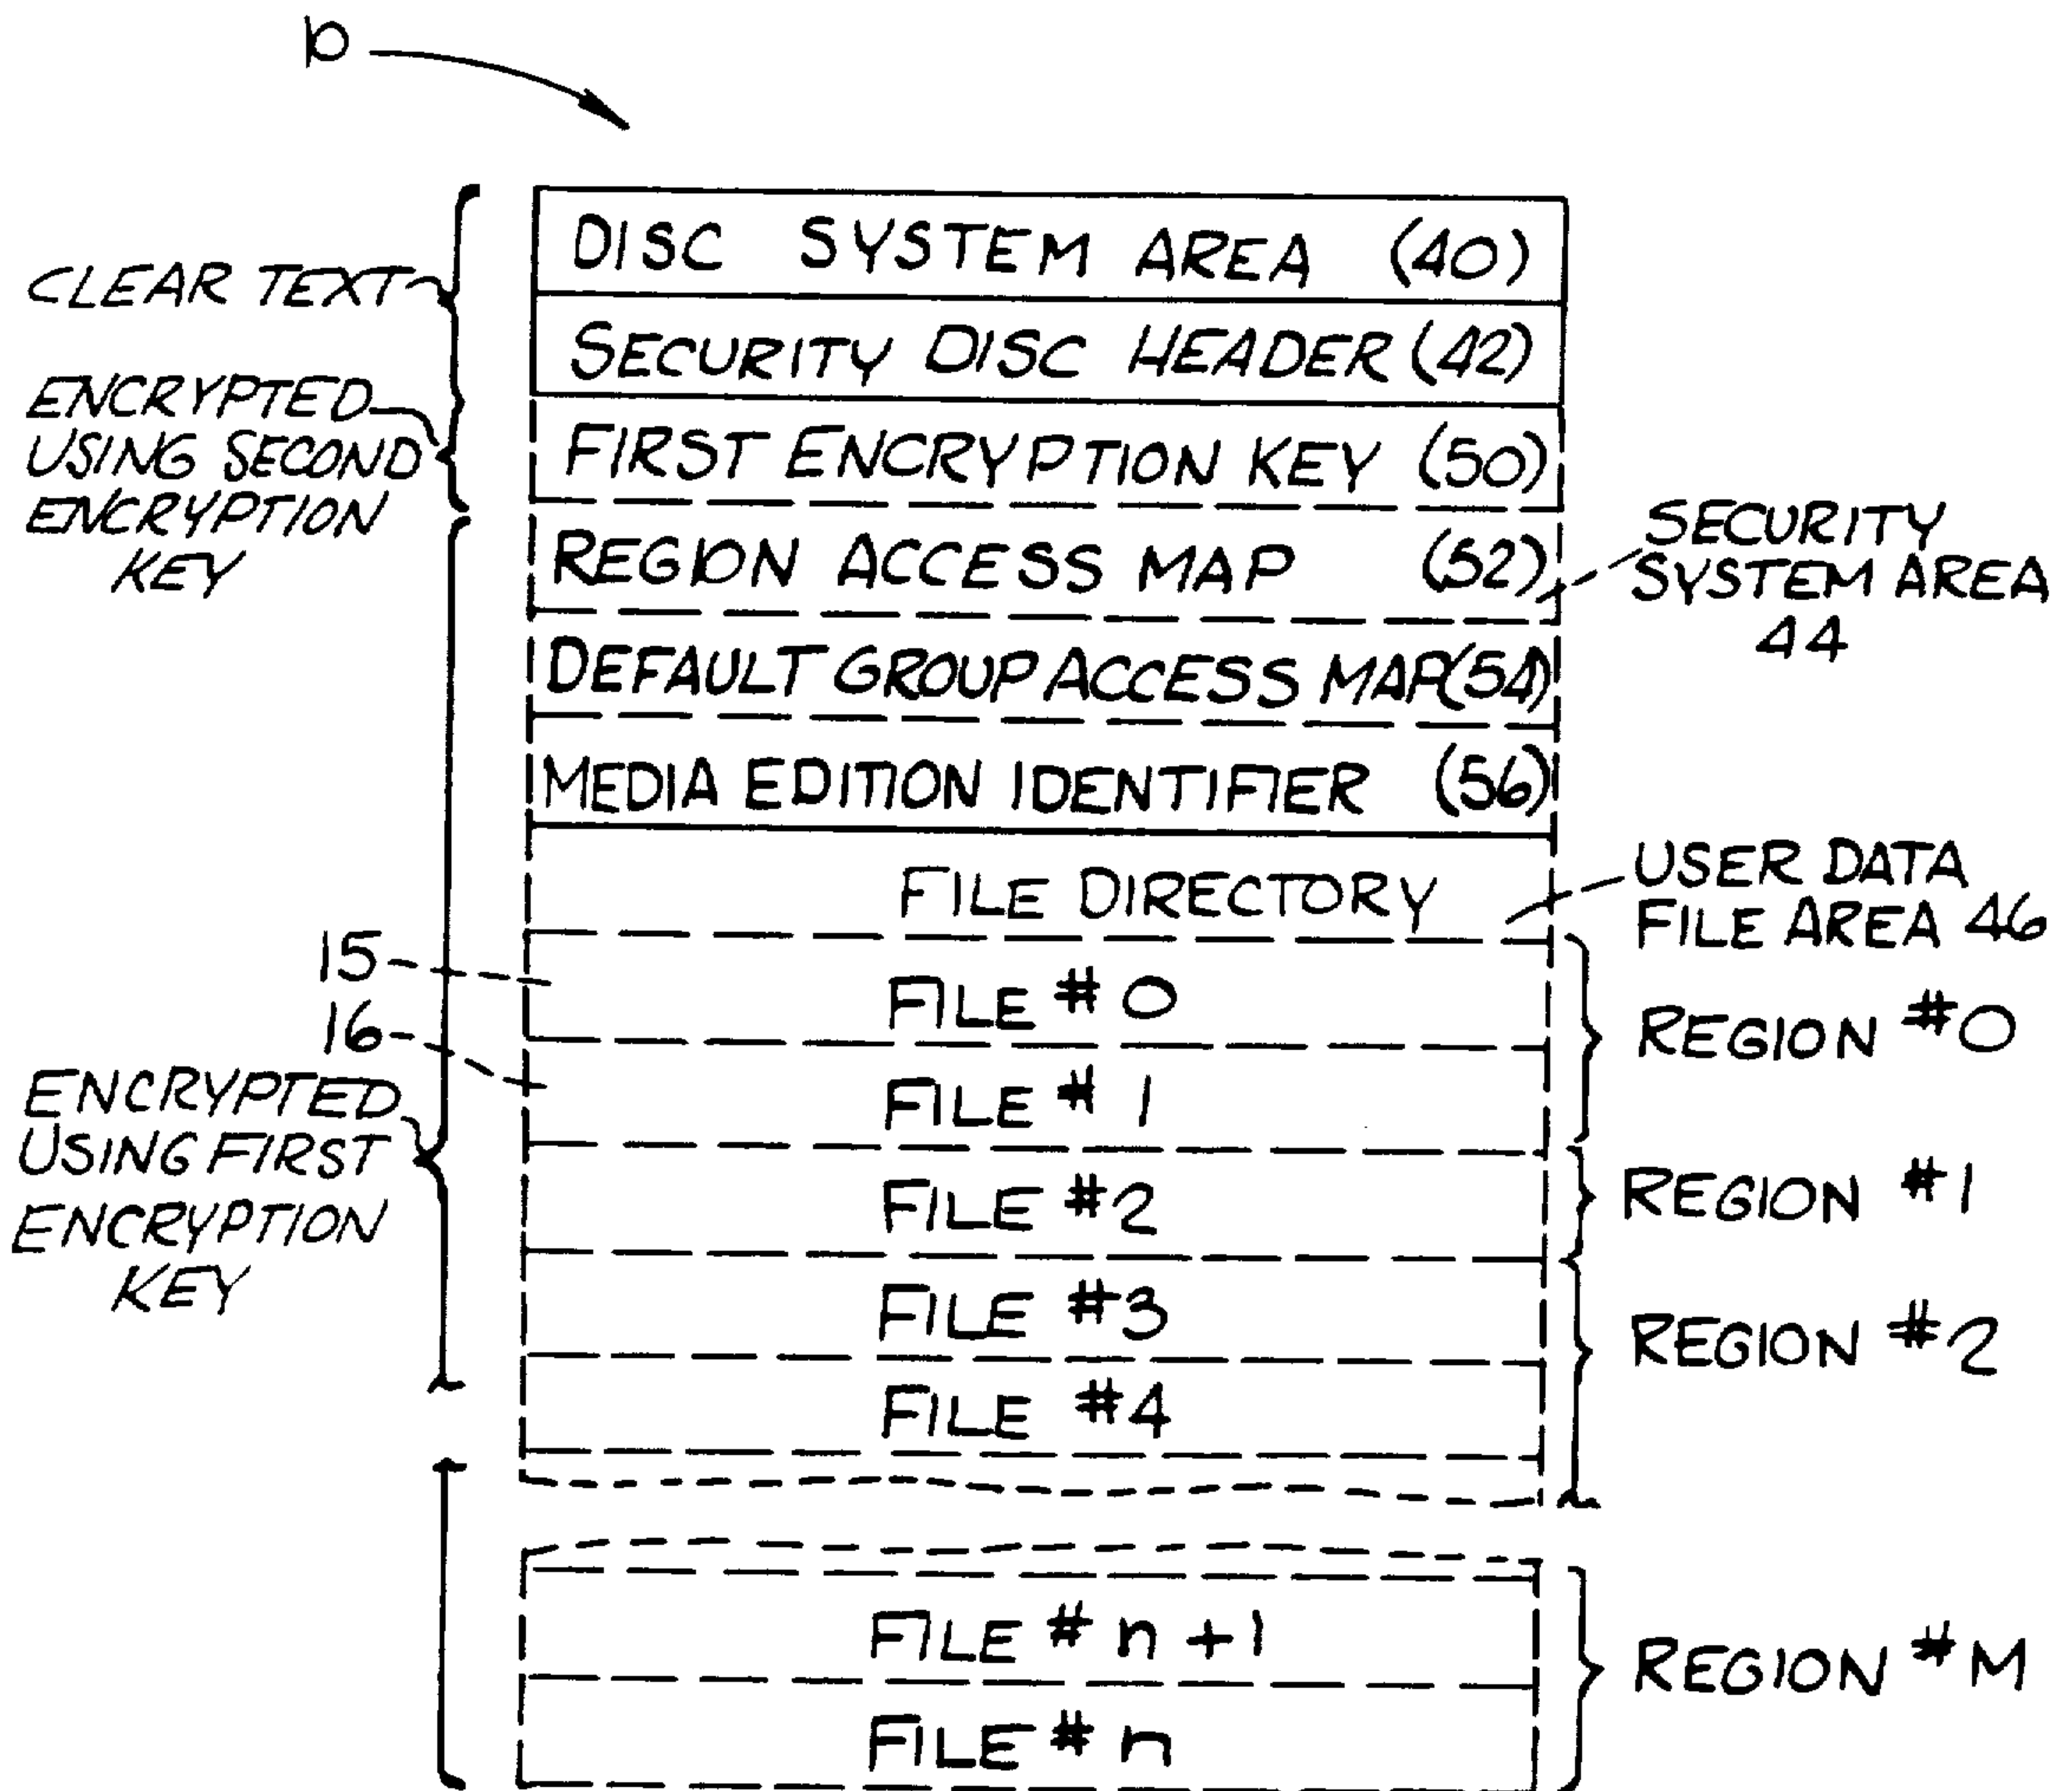 10
DISC SYSTEM AREA (40)
CLEAR TEXT
SECURITY DISC HEADER (42)
ENCRYPTED
USING SECOND
ENCRYPTION
KEY
FIRST ENCRYPTION KEY (50)
REGION ACCESS MAP (52)
SECURITY
SYSTEM AREA
44
DEFAULT GROUP ACCESS MAP (54)
MEDIA EDITION IDENTIFIER (56)
FILE DIRECTORY
USER DATA
FILE AREA 46
15
FILE #0
16
REGION #0
FILE #1
ENCRYPTED
USING FIRST
ENCRYPTION
KEY
FILE #2
REGION #1
FILE #3
REGION #2
FILE #4
FILE # n +1
REGION #M
FILE # n